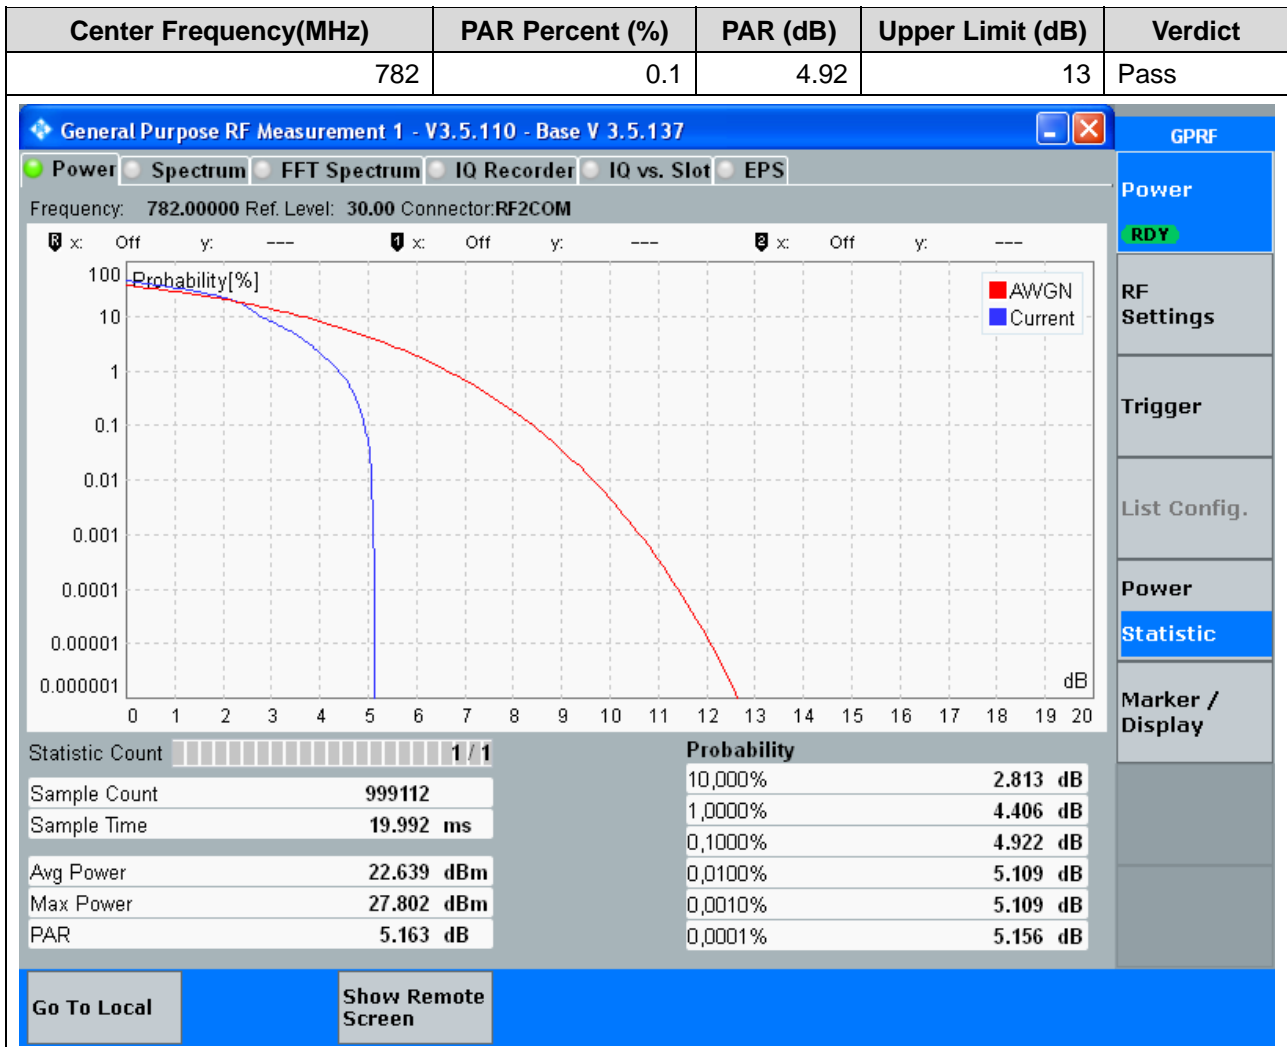 Center Frequency(MHz) PAR Percent (%) PAR (dB) Upper Limit (dB) Verdict
782 0.1 4.92 13 Pass
General Purpose RF Measurement 1 - V3.5.110 - Base V 3.5.137
GPRF
Power Spectrum FFT Spectrum IQ Recorder IQ vs. Slot EPS
Power
RDY
Frequency: 782.00000 Ref. Level: 30.00 Connector:RF2COM
R x: Off y: --- 1 x: Off y: --- 2 x: Off y: ---
Probability[%]
AWGN
Current
100
10
1
0.1
0.01
0.001
0.0001
0.00001
0.000001
dB
0 1 2 3 4 5 6 7 8 9 10 11 12 13 14 15 16 17 18 19 20
RF
Settings
Trigger
List Config.
Power
Statistic
Marker /
Display
Statistic Count 1 / 1
Sample Count 999112
Sample Time 19.992 ms
Avg Power 22.639 dBm
Max Power 27.802 dBm
PAR 5.163 dB
Probability
10,000% 2.813 dB
1,0000% 4.406 dB
0,1000% 4.922 dB
0,0100% 5.109 dB
0,0010% 5.109 dB
0,0001% 5.156 dB
Go To Local
Show Remote
Screen